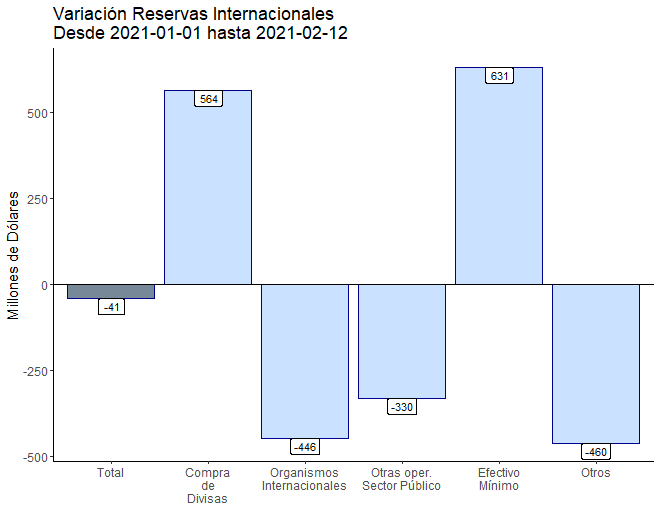 Variación Reservas Internacionales
Desde 2021-01-01 hasta 2021-02-12
Millones de Dólares
500
250
0
-250
-500
-41
564
-446
-330
631
-460
Total
Compra
de
Divisas
Organismos
Internacionales
Otras oper.
Sector Público
Efectivo
Mínimo
Otros